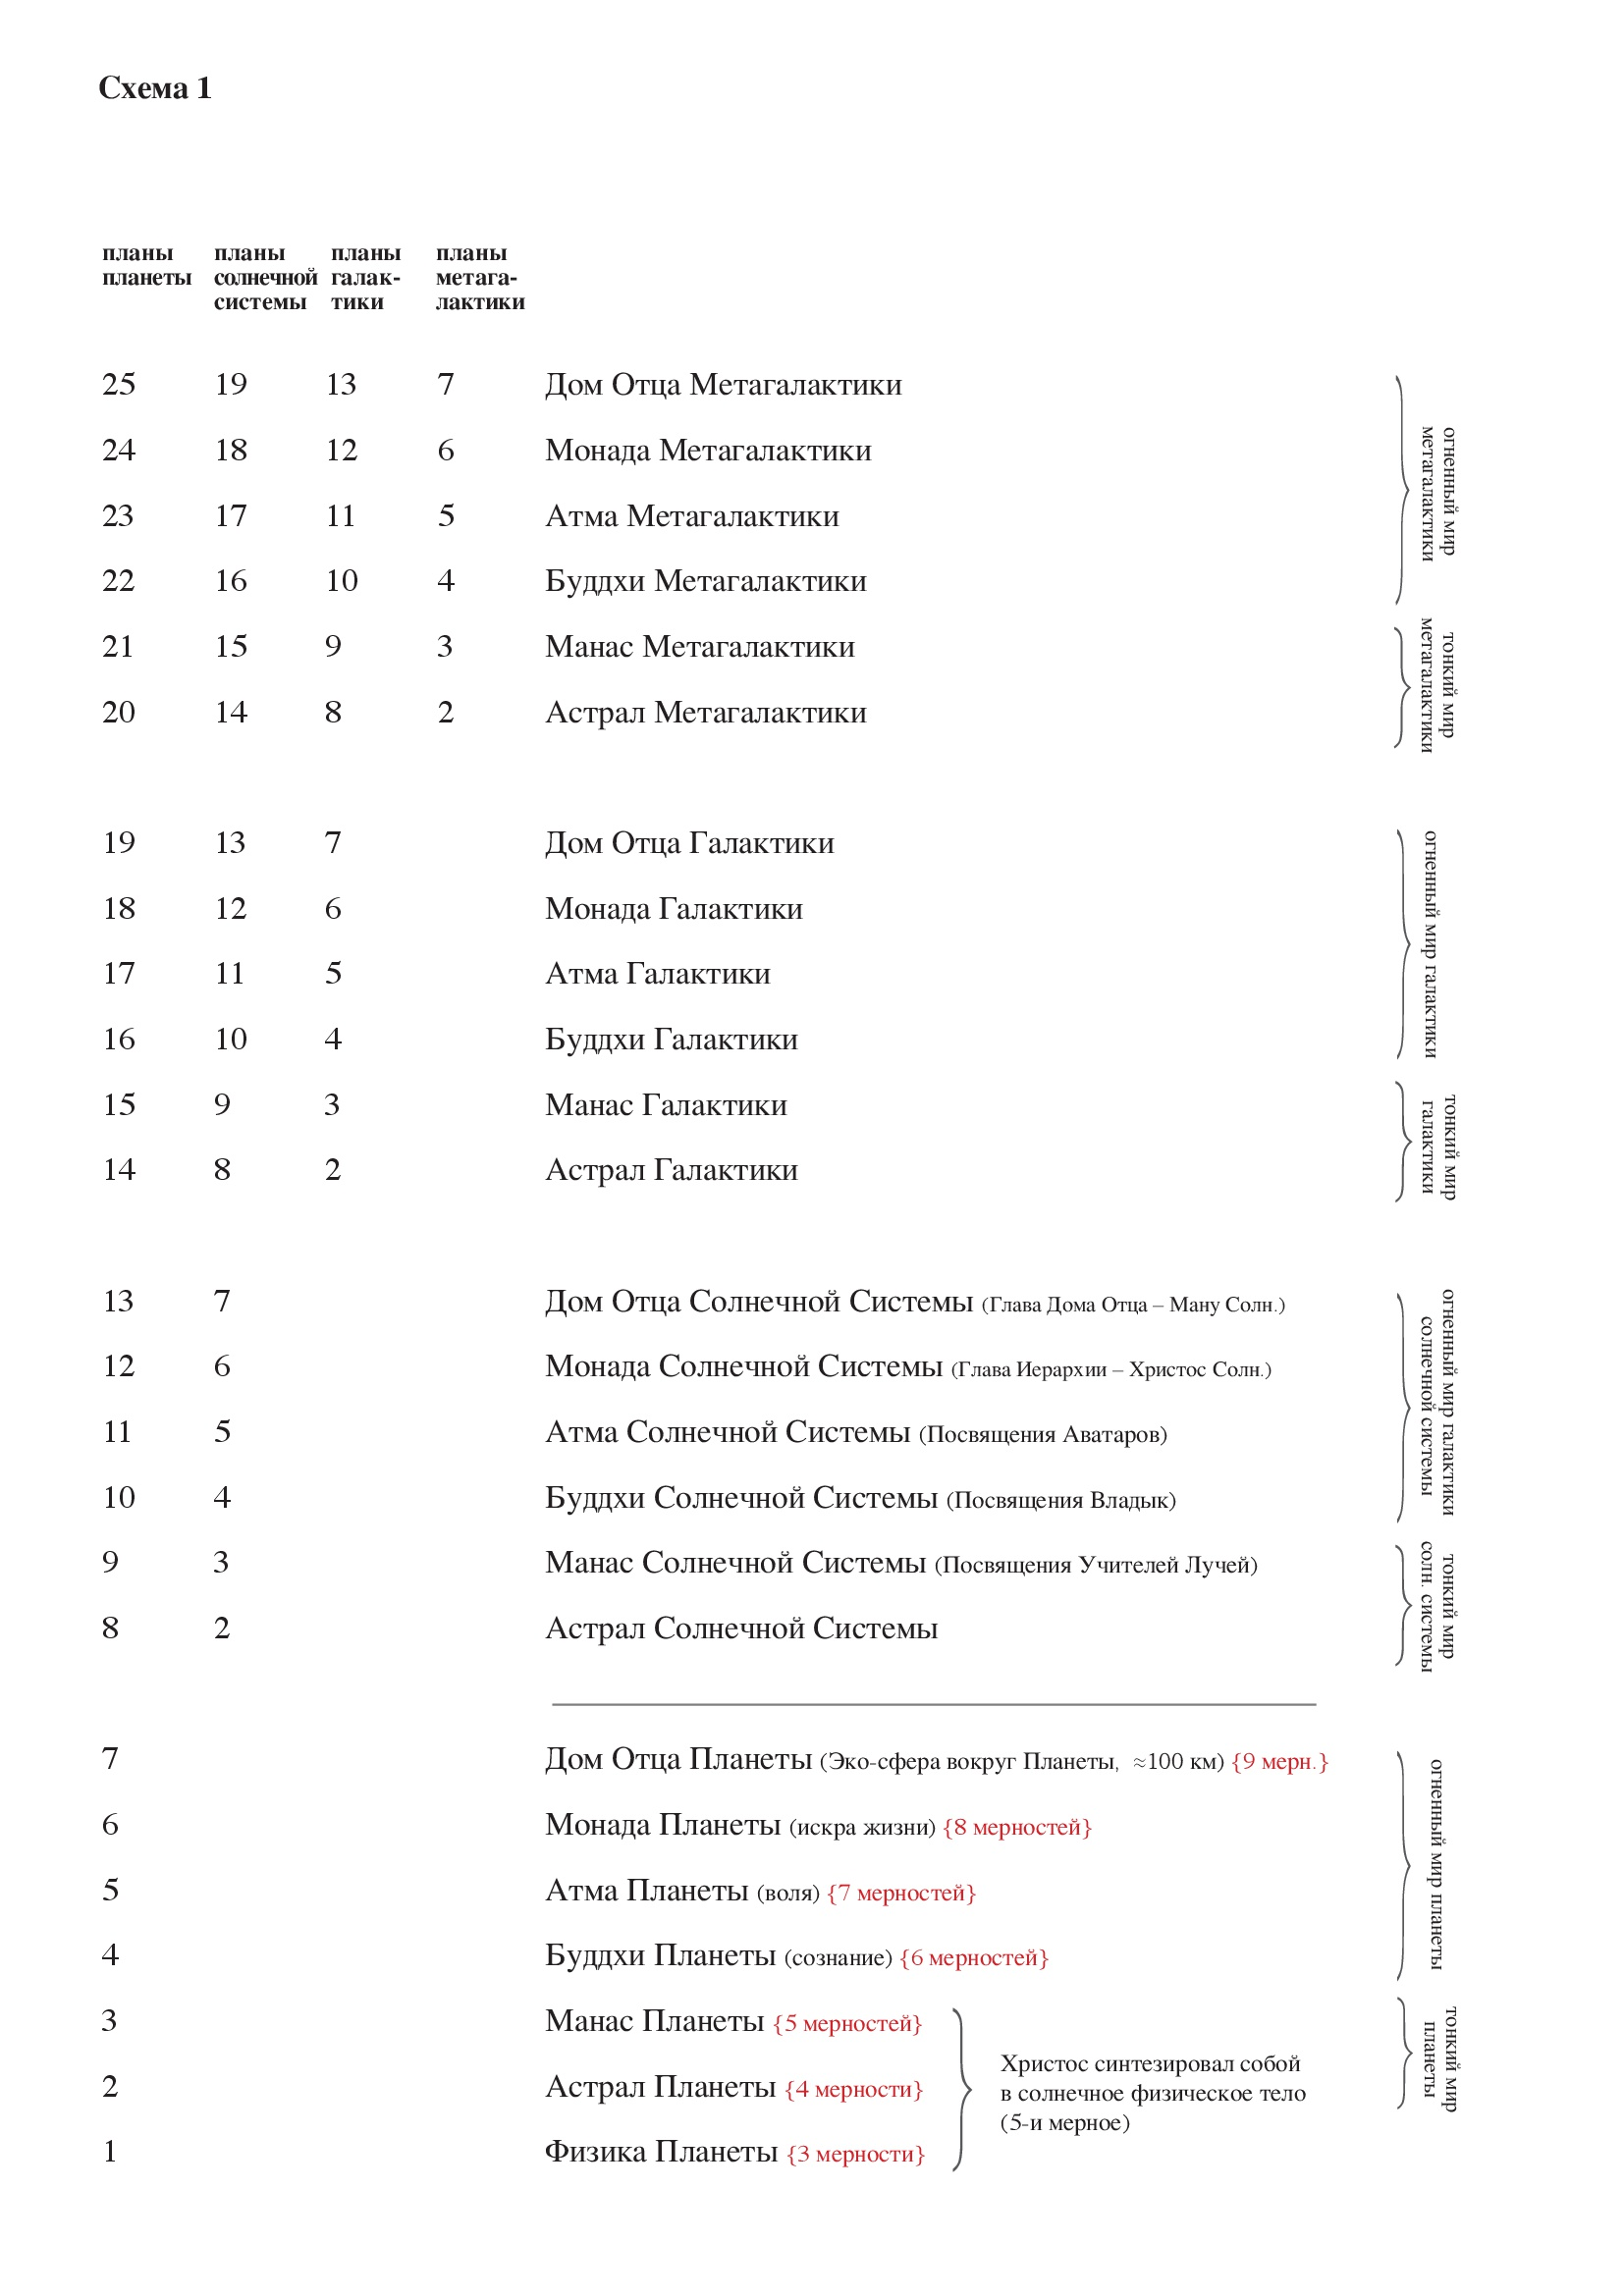 Схема 1
планы планеты
планы солнечной системы
планы галак-тики
планы метага-лактики
25 19 13 7 Дом Отца Метагалактики
24 18 12 6 Монада Метагалактики
23 17 11 5 Атма Метагалактики
22 16 10 4 Буддхи Метагалактики
огненный мир метагалактики
21 15 9 3 Манас Метагалактики
20 14 8 2 Астрал Метагалактики
тонкий мир метагалактики
19 13 7 Дом Отца Галактики
18 12 6 Монада Галактики
17 11 5 Атма Галактики
16 10 4 Буддхи Галактики
огненный мир галактики
15 9 3 Манас Галактики
14 8 2 Астрал Галактики
тонкий мир галактики
13 7 Дом Отца Солнечной Системы (Глава Дома Отца – Ману Солн.)
12 6 Монада Солнечной Системы (Глава Иерархии – Христос Солн.)
11 5 Атма Солнечной Системы (Посвящения Аватаров)
10 4 Буддхи Солнечной Системы (Посвящения Владык)
огненный мир галактики солнечной системы
9 3 Манас Солнечной Системы (Посвящения Учителей Лучей)
8 2 Астрал Солнечной Системы
тонкий мир солн. системы
7 Дом Отца Планеты (Эко-сфера вокруг Планеты, ≈100 км) {9 мерн.}
6 Монада Планеты (искра жизни) {8 мерностей}
5 Атма Планеты (воля) {7 мерностей}
4 Буддхи Планеты (сознание) {6 мерностей}
огненный мир планеты
3 Манас Планеты {5 мерностей}
2 Астрал Планеты {4 мерности}
1 Физика Планеты {3 мерности}
Христос синтезировал собой
в солнечное физическое тело
(5-и мерное)
тонкий мир планеты